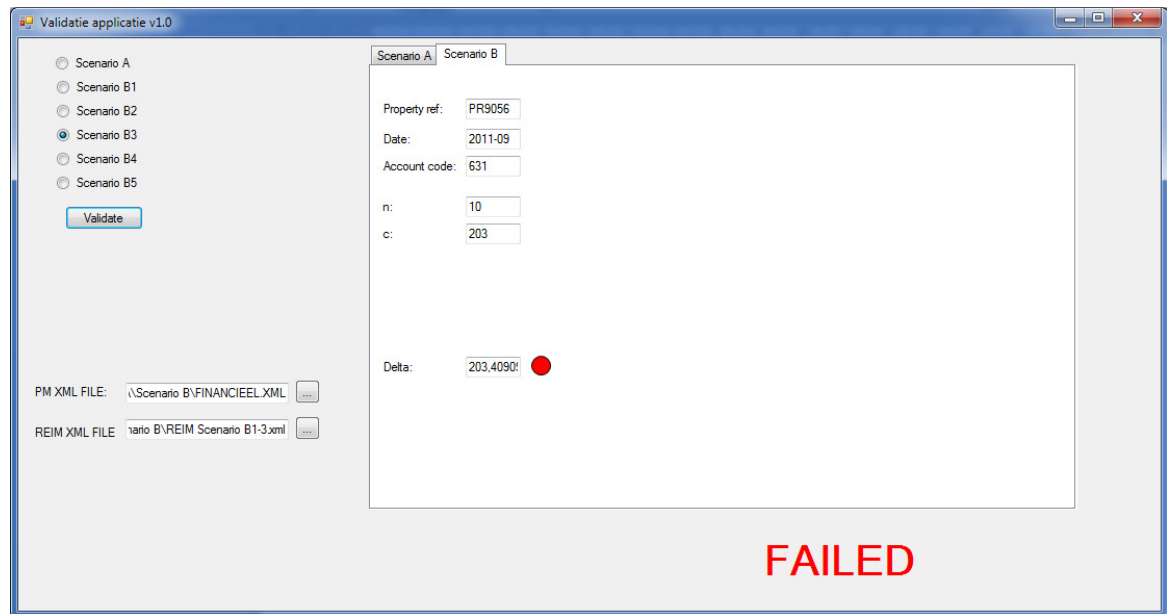 Validatie applicatie v1.0
Scenario A
Scenario B1
Scenario B2
Scenario B3
Scenario B4
Scenario B5
Validate
PM XML FILE: \Scenario B\FINANCIEEL.XML ...
REIM XML FILE nario B\REIM Scenario B1-3.xml ...
Scenario A Scenario B
Property ref: PR9056
Date: 2011-09
Account code: 631
n: 10
c: 203
Delta: 203,4090
FAILED